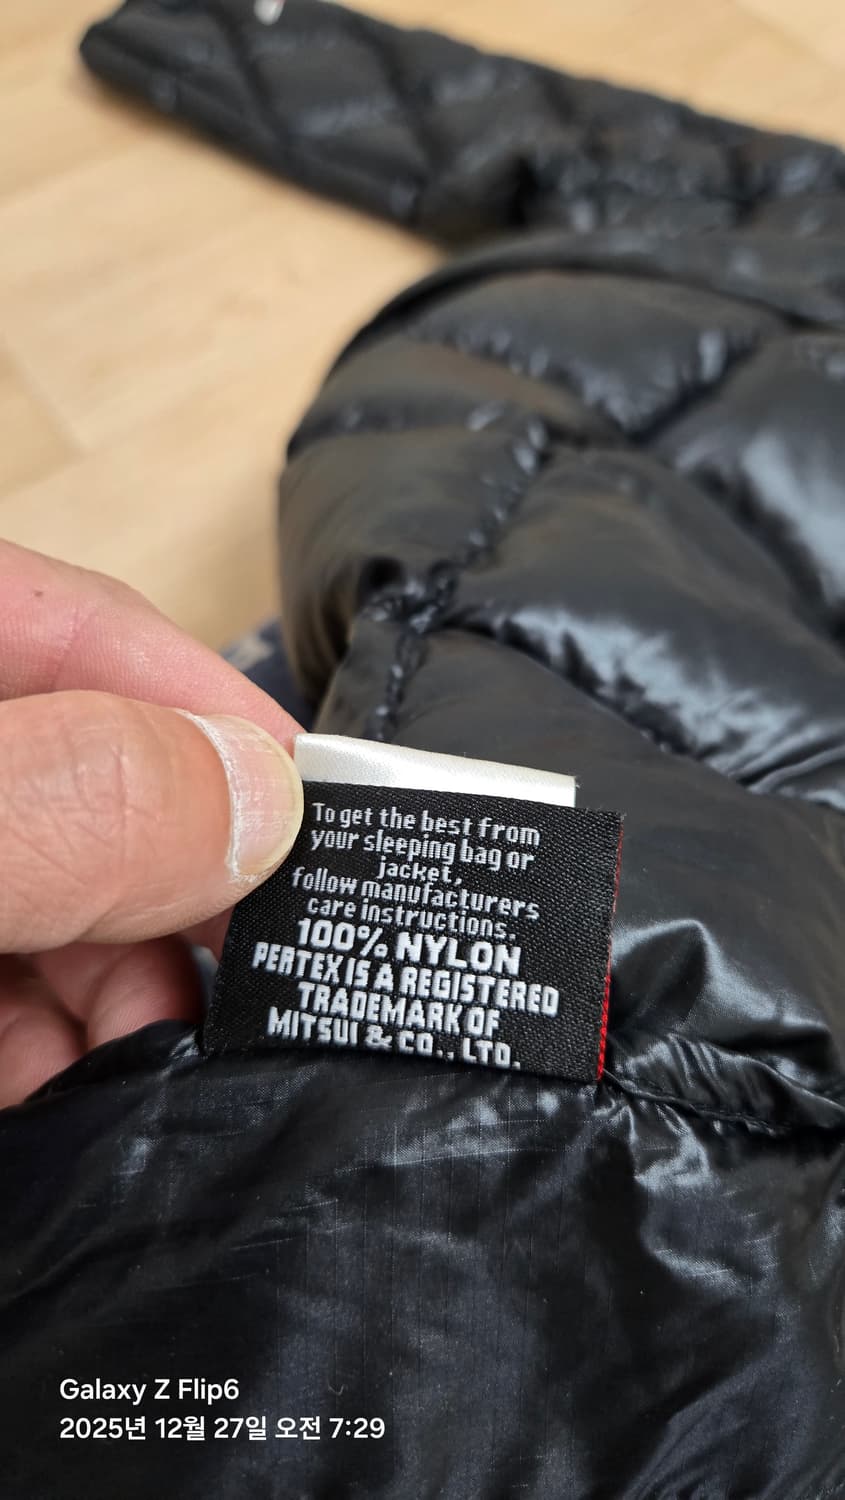 To get the best from
your sleeping bag or
jacket,
follow manufacturers
care instructions.
100% NYLON
PERTEX IS A REGISTERED
TRADEMARK OF
MITSUI & CO., LTD.
Galaxy Z Flip6
2025년 12월 27일 오전 7:29